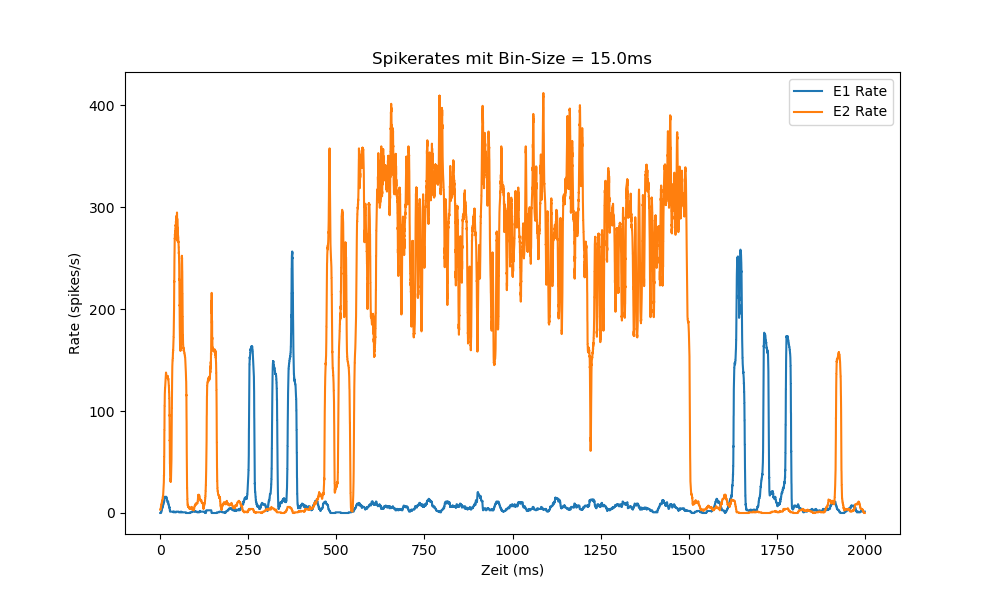 Spikerates mit Bin-Size = 15.0ms
E1 Rate
E2 Rate
Rate (spikes/s)
400
300
200
100
0
0 250 500 750 1000 1250 1500 1750 2000
Zeit (ms)